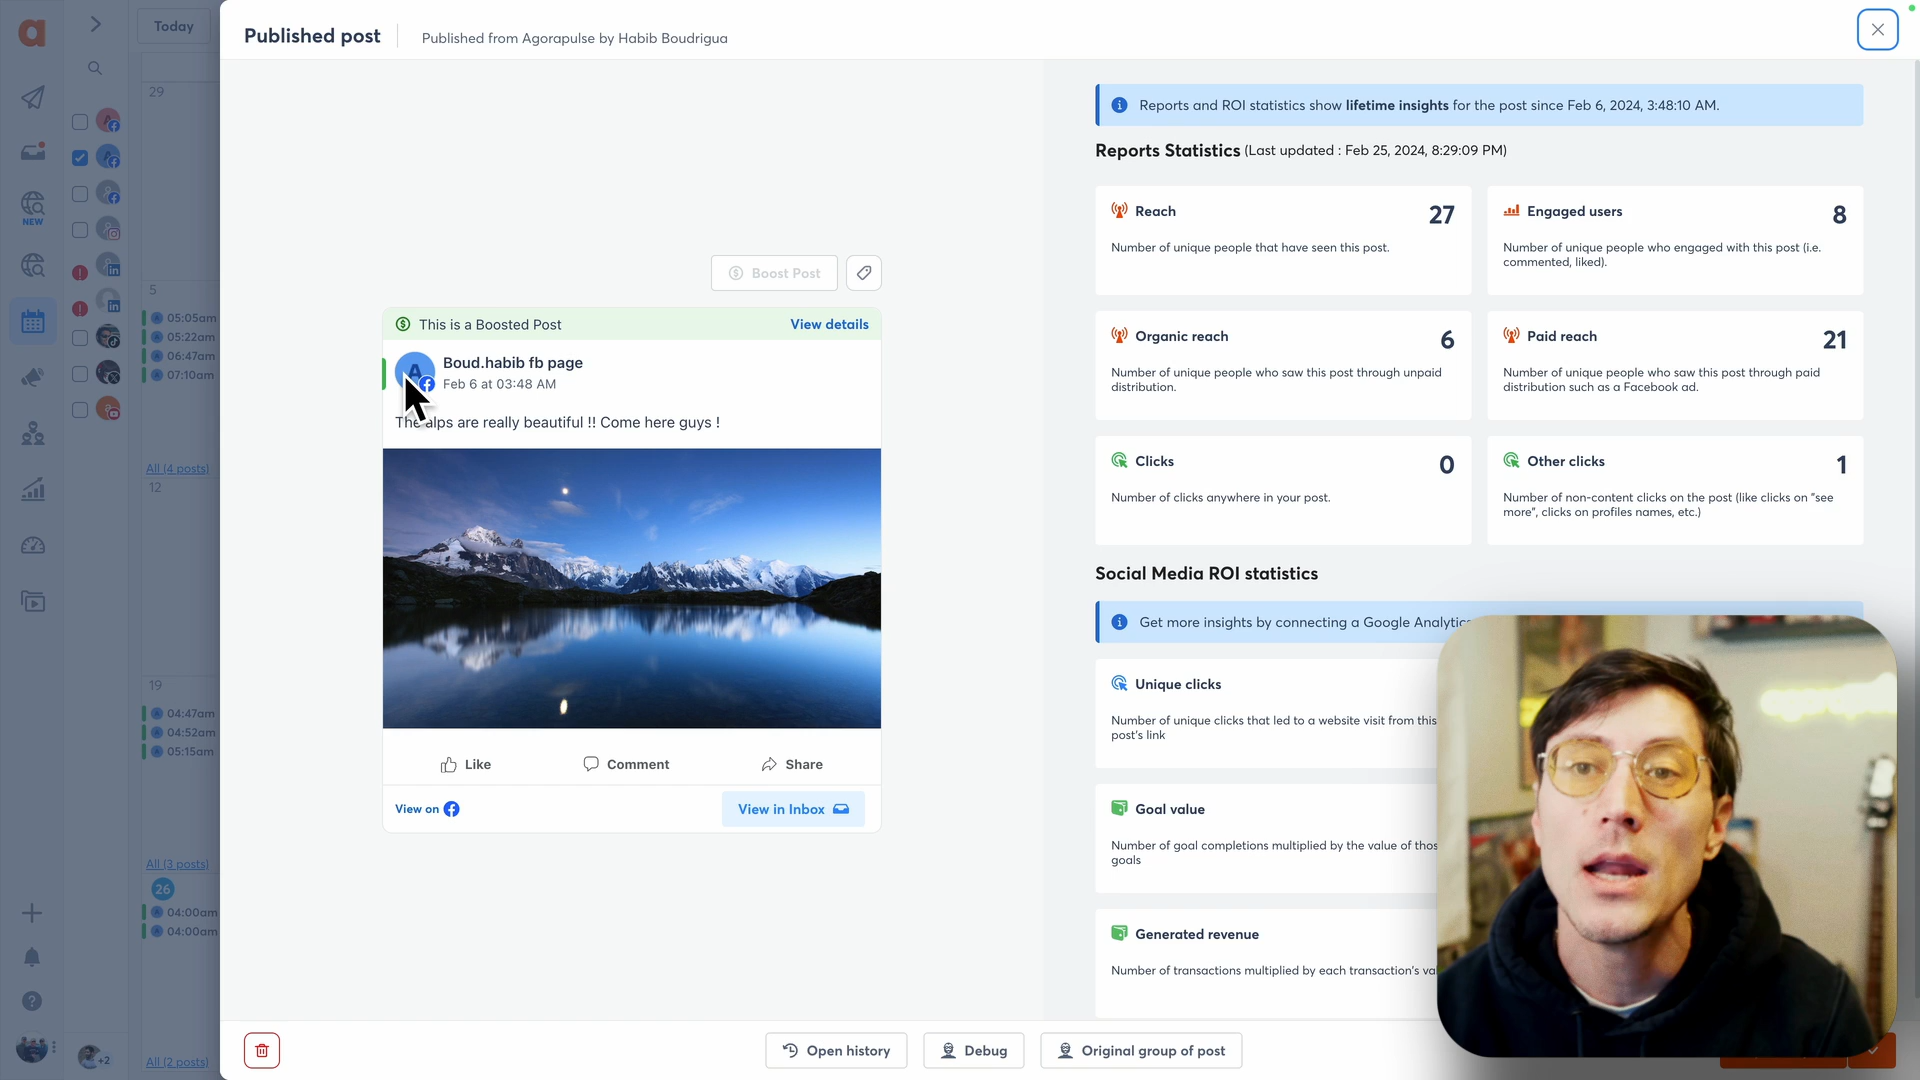 Today
Published post
Published from Agorapulse by Habib Boudrigua
29
NEW
5
05:05am
05:22am
06:47am
07:10am
All (4 posts)
12
19
04:47am
04:52am
05:15am
All (3 posts)
26
04:00am
04:00am
All (2 posts)
+2
Boost Post
This is a Boosted Post
View details
A
Boud.habib fb page
Feb 6 at 03:48 AM
The alps are really beautiful !! Come here guys !
Like
Comment
Share
View on
View in Inbox
Reports and ROI statistics show lifetime insights for the post since Feb 6, 2024, 3:48:10 AM.
Reports Statistics (Last updated : Feb 25, 2024, 8:29:09 PM)
Reach
27
Number of unique people that have seen this post.
Engaged users
8
Number of unique people who engaged with this post (i.e.
commented, liked).
Organic reach
6
Number of unique people who saw this post through unpaid
distribution.
Paid reach
21
Number of unique people who saw this post through paid
distribution such as a Facebook ad.
Clicks
0
Number of clicks anywhere in your post.
Other clicks
1
Number of non-content clicks on the post (like clicks on "see
more", clicks on profiles names, etc.)
Social Media ROI statistics
Get more insights by connecting a Google
Unique clicks
Number of unique clicks that led to a website visit from this
post's link
Goal value
Number of goal completions multiplied by the value of
goals
Generated revenue
Number of transactions multiplied by each transaction's
Open history
Debug
Original group of post